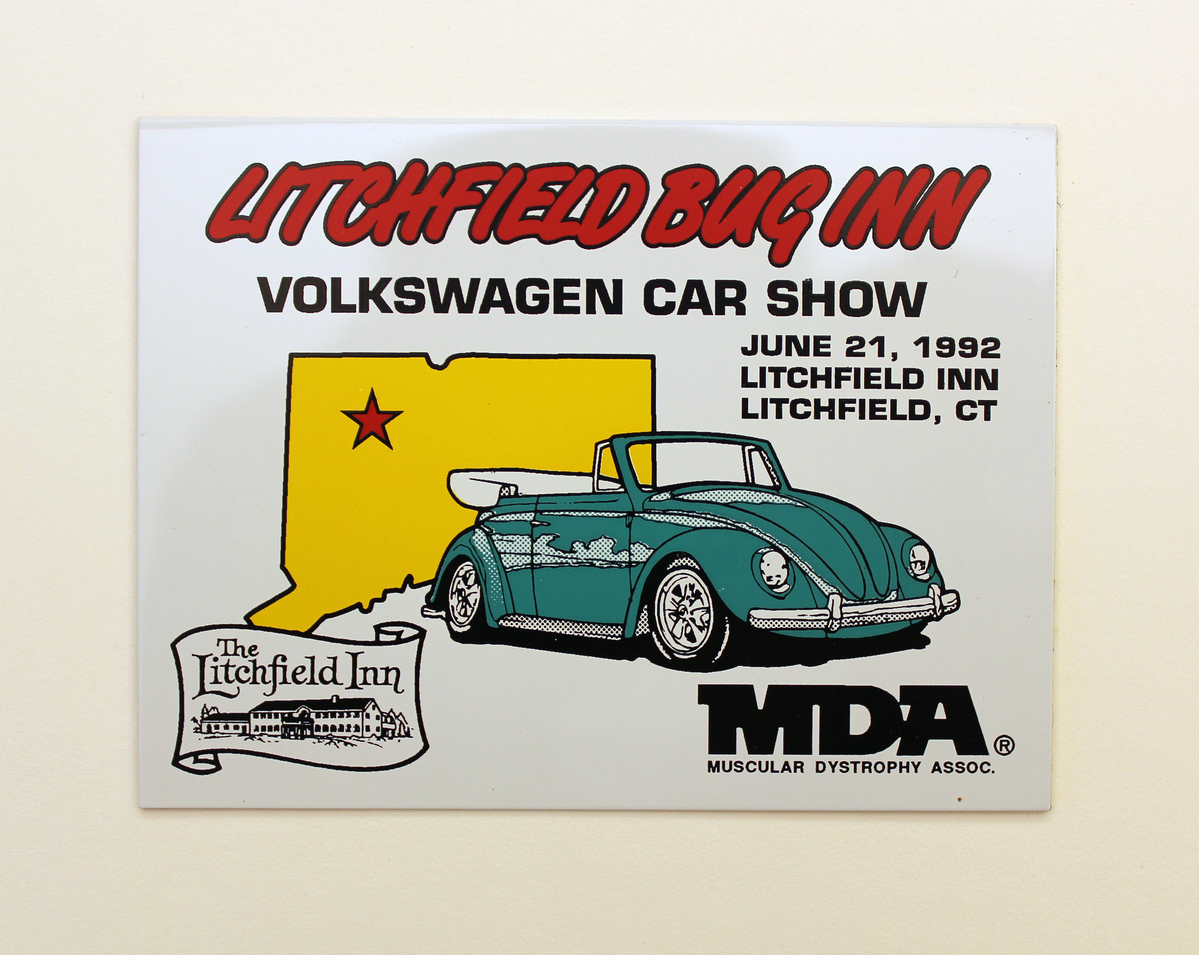 LITCHFIELD BUG INN
VOLKSWAGEN CAR SHOW
JUNE 21, 1992
LITCHFIELD INN
LITCHFIELD, CT
The
Litchfield Inn
MDA®
MUSCULAR DYSTROPHY ASSOC.